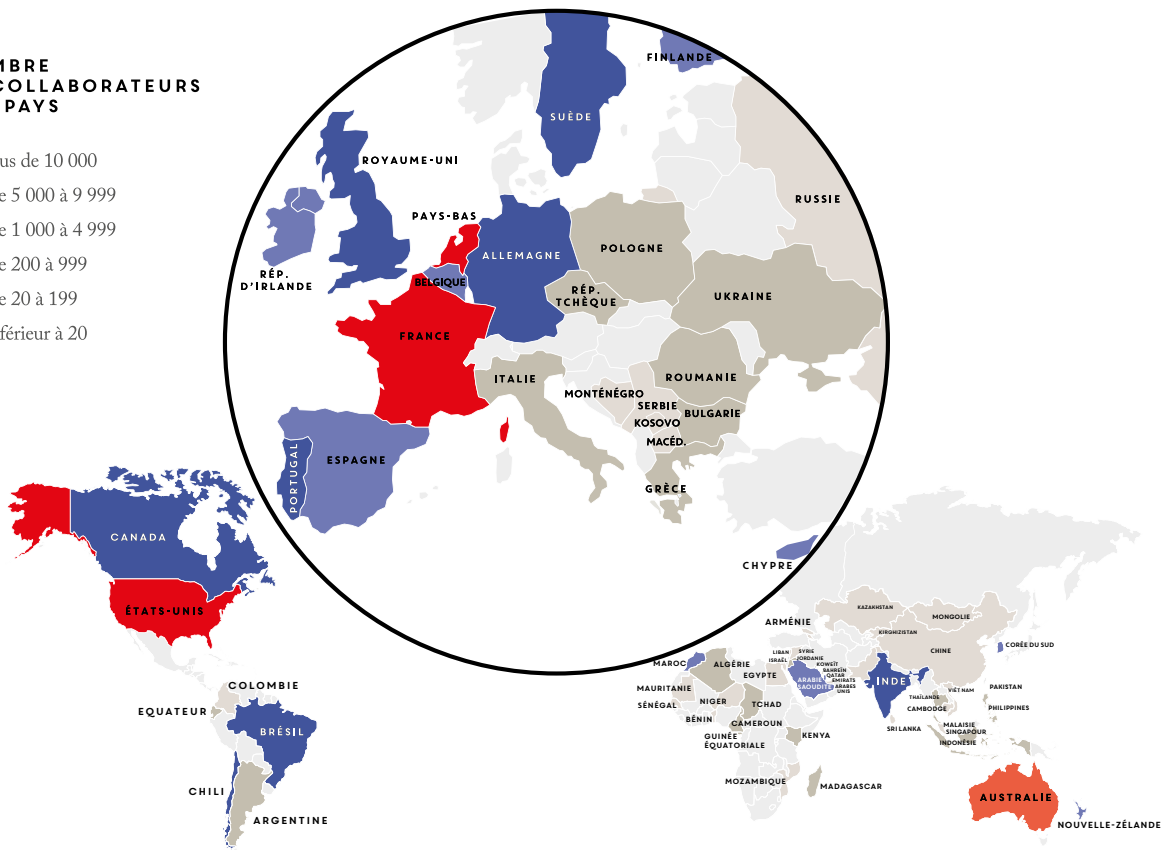 MBRE
COLLABORATEURS
PAYS
us de 10 000
e 5 000 à 9 999
e 1 000 à 4 999
e 200 à 999
e 20 à 199
férieur à 20
FINLANDE
SUÈDE
ROYAUME-UNI
RUSSIE
PAYS-BAS
ALLEMAGNE
POLOGNE
RÉP.
D'IRLANDE
BELGIQUE
RÉP.
TCHÈQUE
UKRAINE
FRANCE
ITALIE
ROUMANIE
MONTÉNÉGRO
SERBIE
BULGARIE
KOSOVO
MACÉD.
PORTUGAL
ESPAGNE
GRÈCE
CHYPRE
CANADA
ÉTATS-UNIS
COLOMBIE
EQUATEUR
BRÉSIL
CHILI
ARGENTINE
KAZAKHSTAN
MONGOLIE
ARMÉNIE
KIRGHIZISTAN
CORÉE DU SUD
CHINE
LIBAN
SYRIE
ISRAËL
JORDANIE
KOWEÏT
BAHREÏN
QATAR
ÉMIRATS
ARABES
UNIS
MAROC
ALGÉRIE
EGYPTE
ARABIE
SAOUDITE
INDE
MAURITANIE
NIGER
TCHAD
SÉNÉGAL
BÉNIN
CAMEROUN
GUINÉE
ÉQUATORIALE
KENYA
VIÊT NAM
PAKISTAN
THAÏLANDE
CAMBODGE
PHILIPPINES
SRI LANKA
MALAISIE
SINGAPOUR
INDONÉSIE
MOZAMBIQUE
MADAGASCAR
AUSTRALIE
NOUVELLE-ZÉLANDE